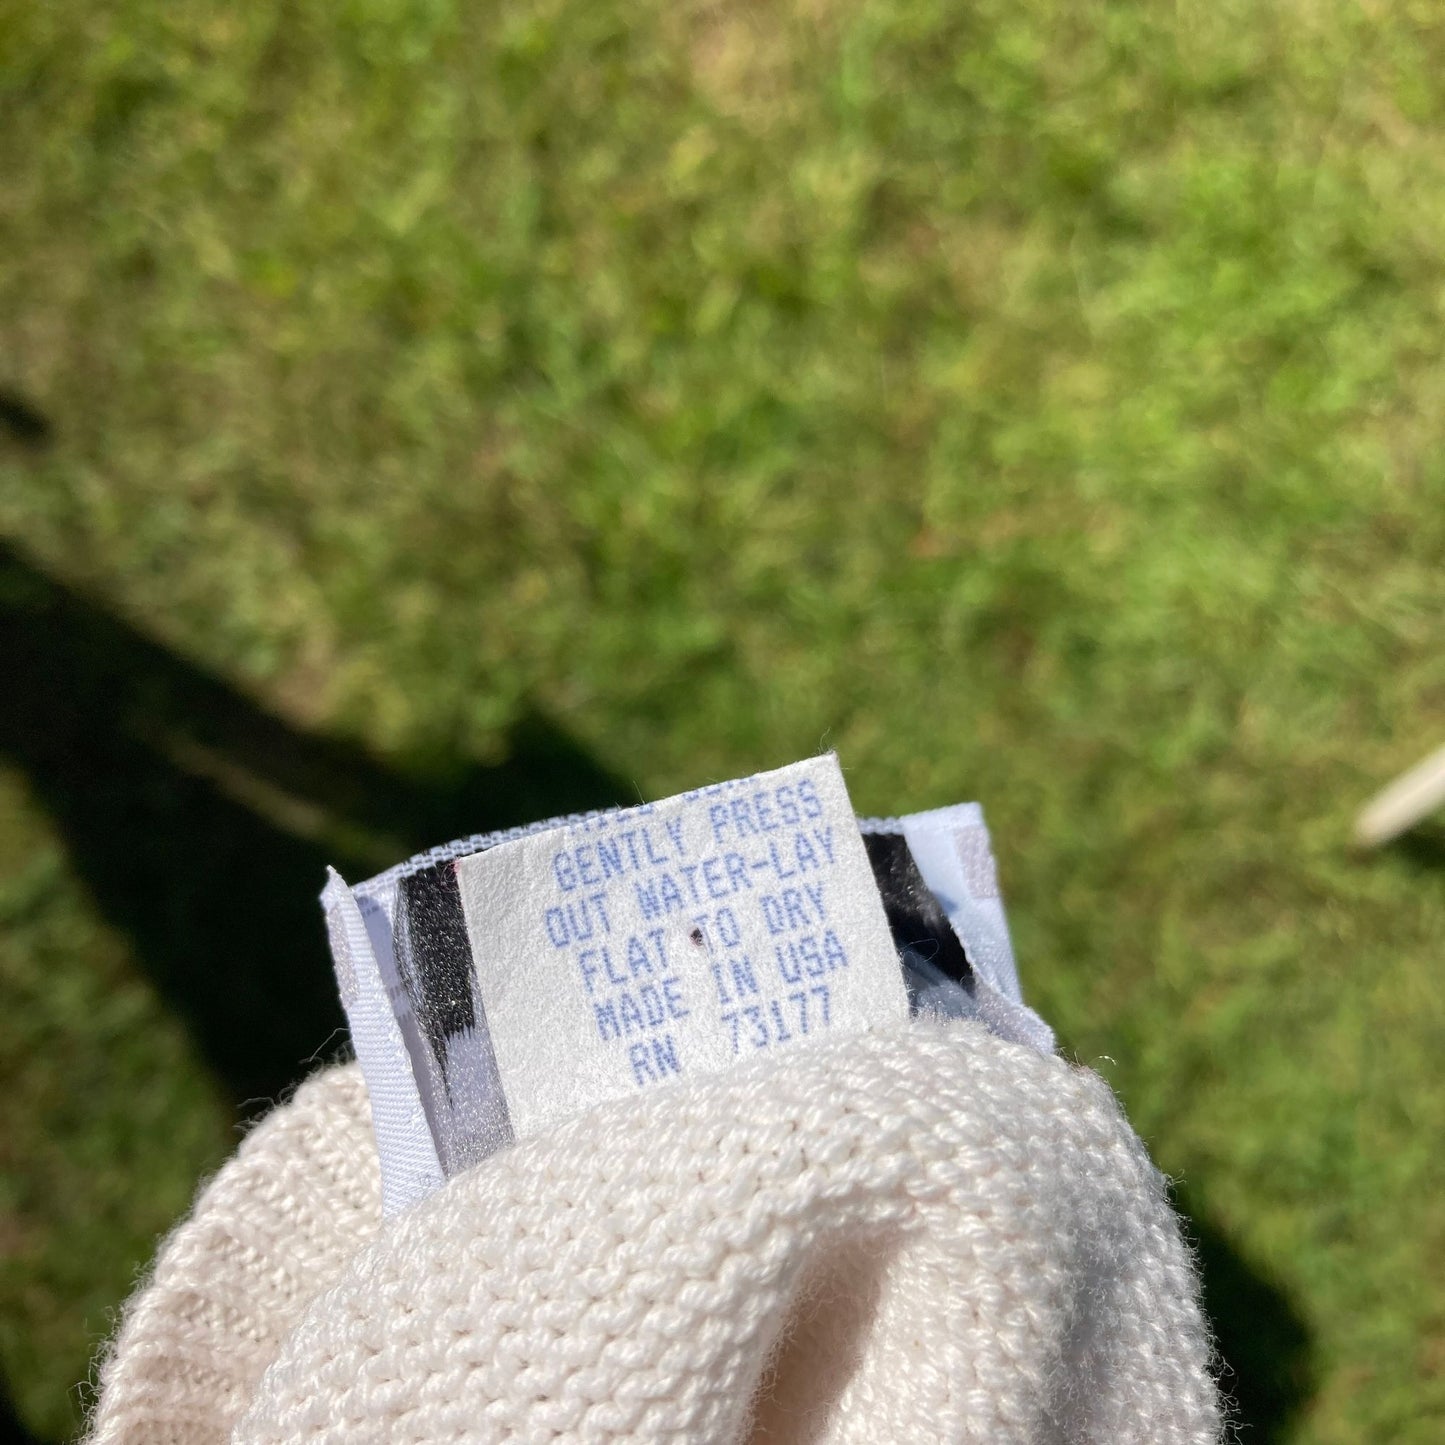 GENTLY PRESS
OUT WATER-LAY
FLAT TO DRY
MADE IN USA
RN 73177